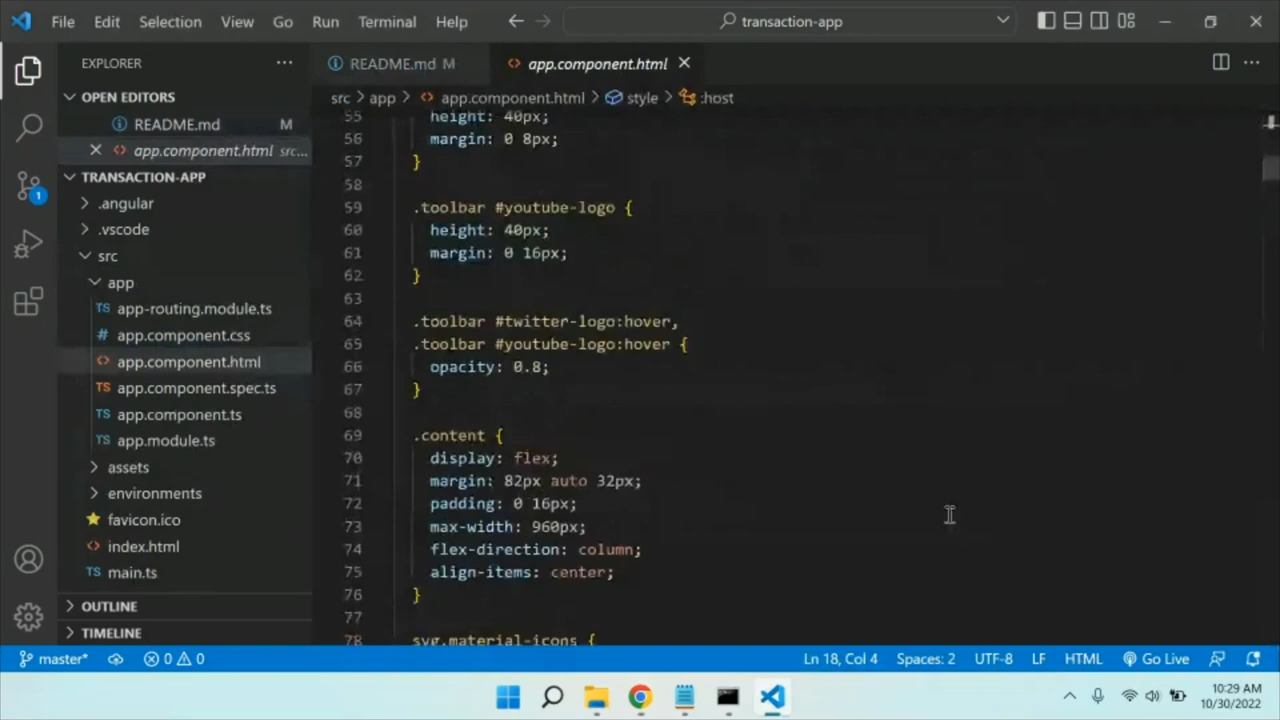 File Edit Selection View Go Run Terminal Help
transaction-app
EXPLORER
OPEN EDITORS
README.md M
app.component.html src...
TRANSACTION-APP
.angular
.vscode
src
app
TS app-routing.module.ts
# app.component.css
<> app.component.html
TS app.component.spec.ts
TS app.component.ts
TS app.module.ts
assets
environments
favicon.ico
<> index.html
TS main.ts
OUTLINE
TIMELINE
README.md M
<> app.component.html
src > app > <> app.component.html > style > :host
55 height: 40px;
56 margin: 0 8px;
57 }
58
59 .toolbar #youtube-logo {
60 height: 40px;
61 margin: 0 16px;
62 }
63
64 .toolbar #twitter-logo:hover,
65 .toolbar #youtube-logo:hover {
66 opacity: 0.8;
67 }
68
69 .content {
70 display: flex;
71 margin: 82px auto 32px;
72 padding: 0 16px;
73 max-width: 960px;
74 flex-direction: column;
75 align-items: center;
76 }
77
78 svg.material-icons {
1
master* 0 0 Ln 18, Col 4 Spaces: 2 UTF-8 LF HTML Go Live
10:29 AM
10/30/2022